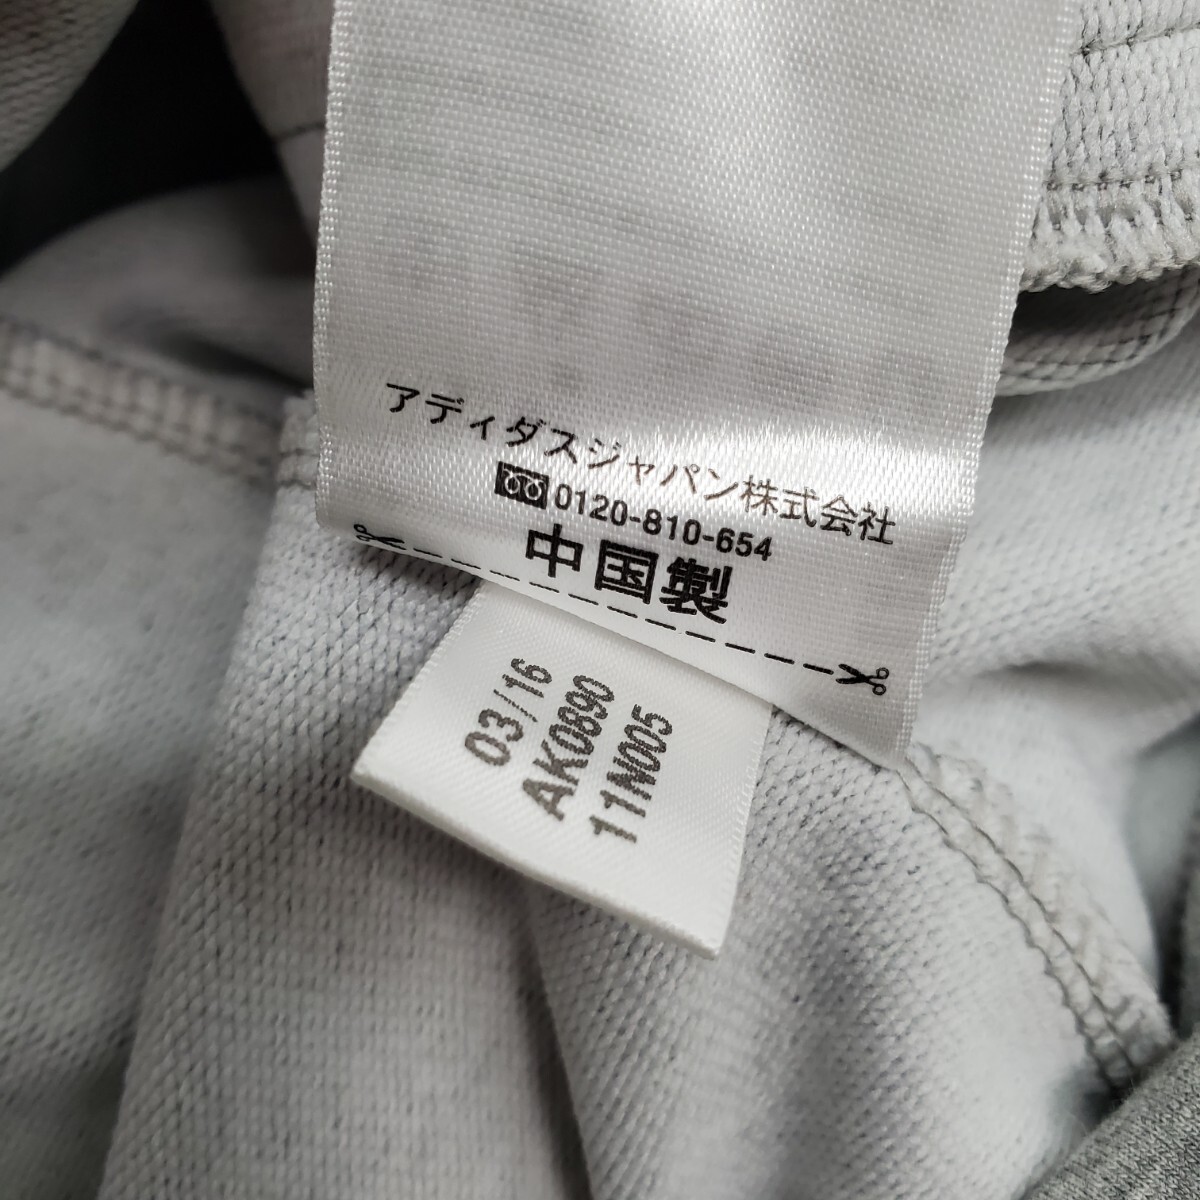 アディダスジャパン株式会社
0120-810-654
中国製
03/16
AK0890
11N005